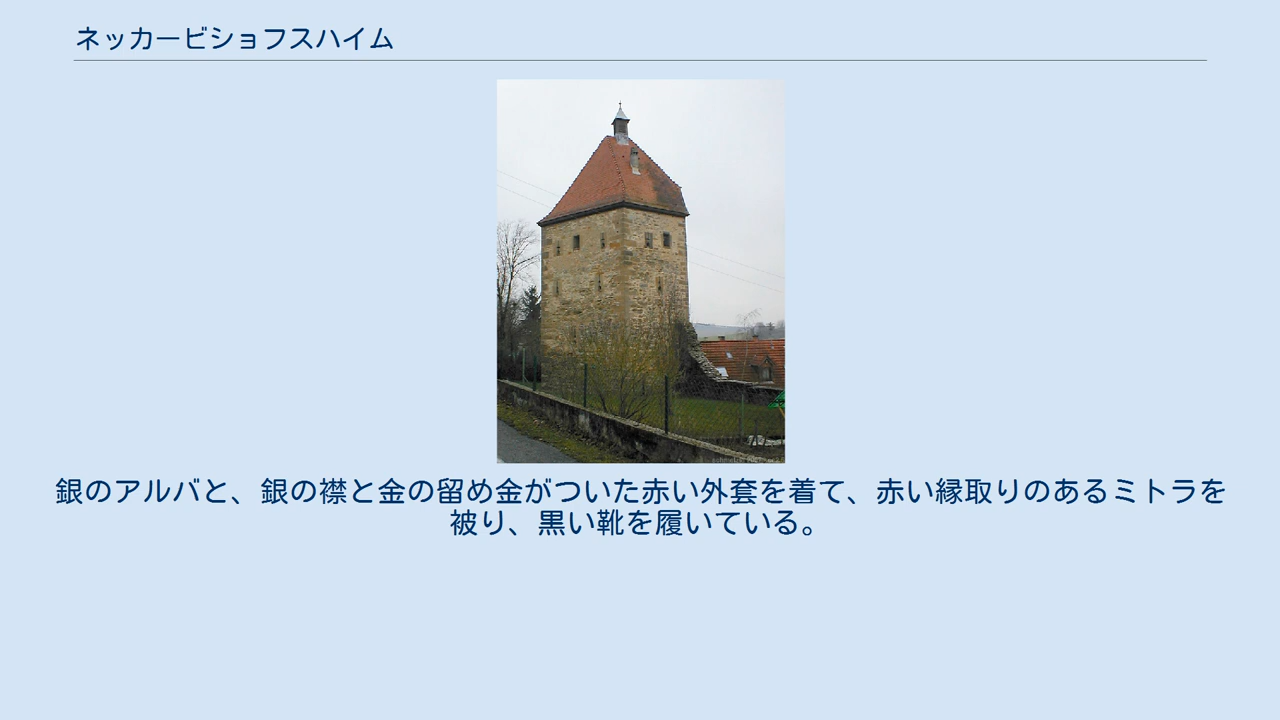 ネッカービショフスハイム
銀のアルバと、銀の襟と金の留め金がついた赤い外套を着て、赤い縁取りのあるミトラを
被り、黒い靴を履いている。